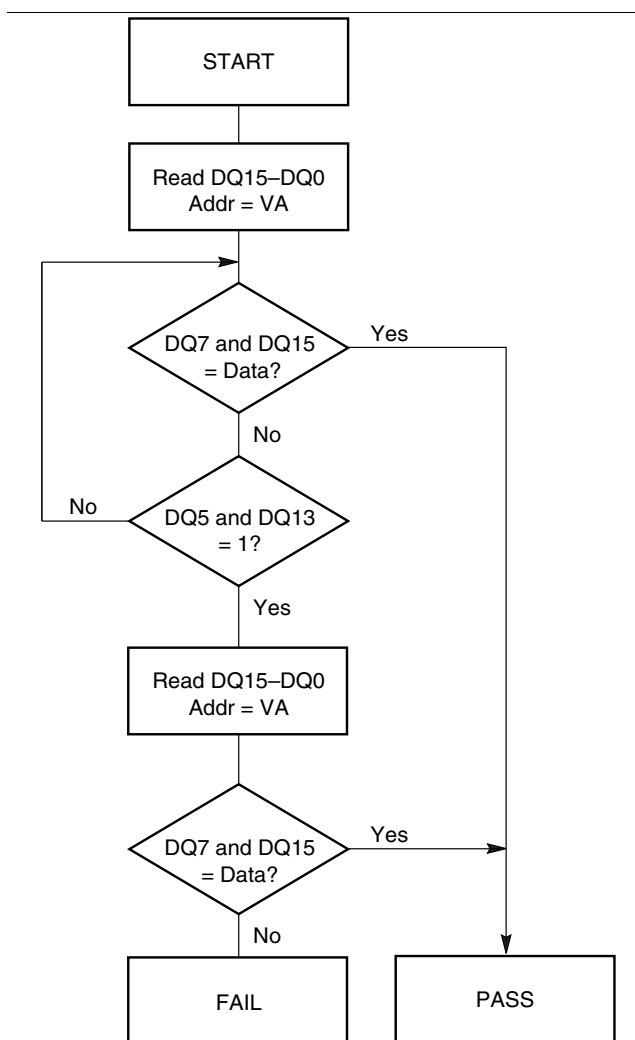 START
Read DQ15–DQ0
Addr = VA
DQ7 and DQ15
= Data?
Yes
No
DQ5 and DQ13
= 1?
No
Yes
Read DQ15–DQ0
Addr = VA
DQ7 and DQ15
= Data?
Yes
No
FAIL
PASS